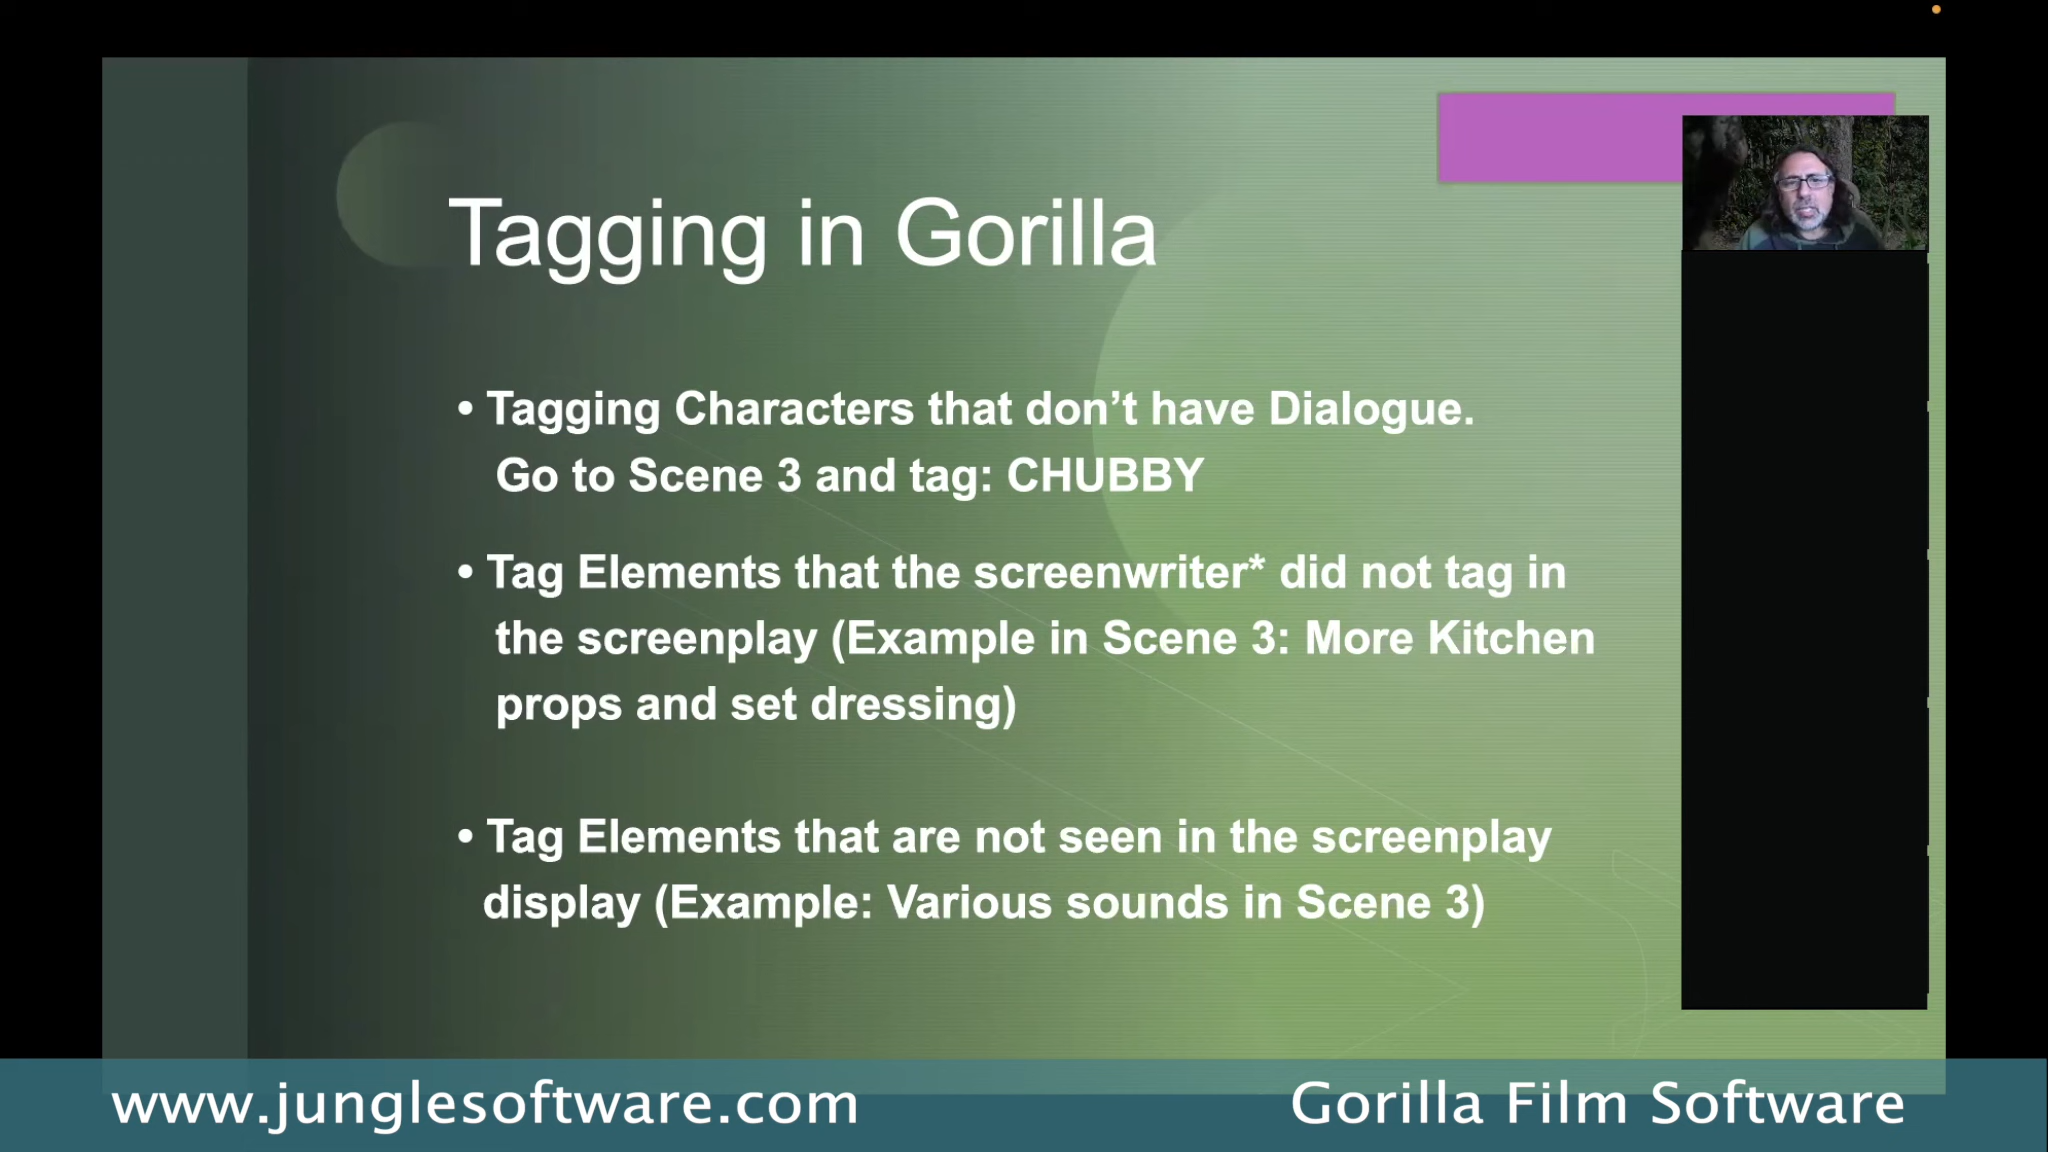 Tagging in Gorilla
• Tagging Characters that don’t have Dialogue.
Go to Scene 3 and tag: CHUBBY
• Tag Elements that the screenwriter* did not tag in
the screenplay (Example in Scene 3: More Kitchen
props and set dressing)
• Tag Elements that are not seen in the screenplay
display (Example: Various sounds in Scene 3)
www.junglesoftware.com
Gorilla Film Software